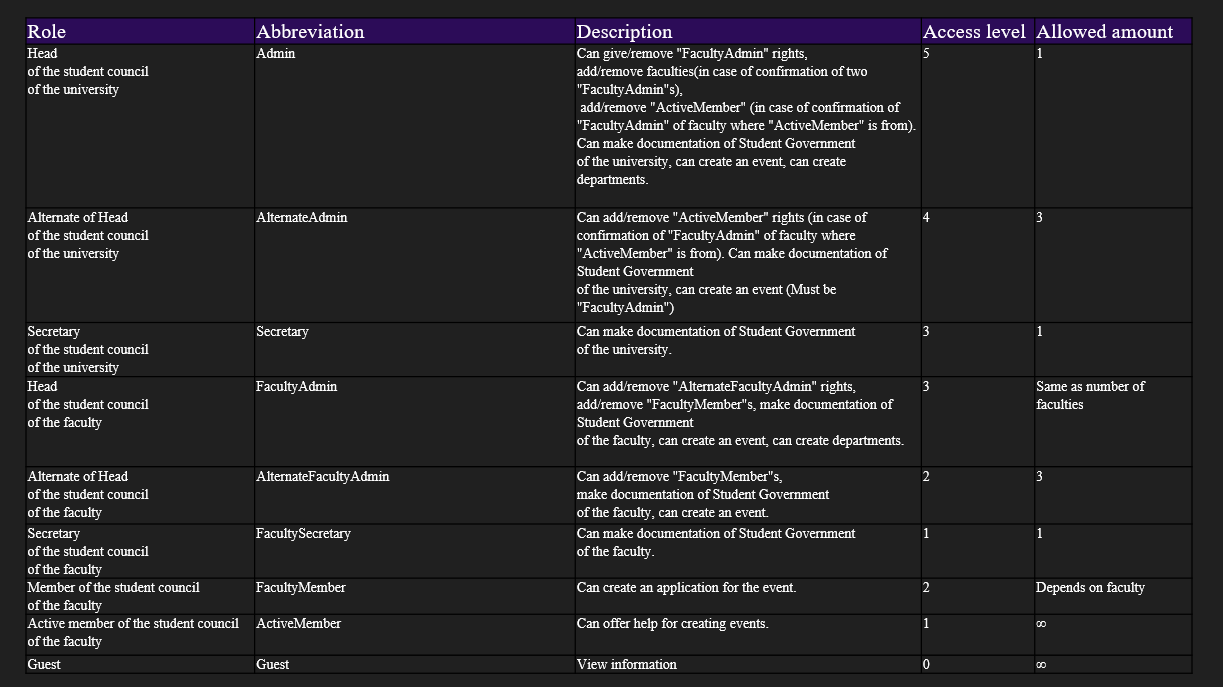 Role Abbreviation Description Access level Allowed amount
Head Admin Can give/remove "FacultyAdmin" rights, 5 1
of the student council add/remove faculties(in case of confirmation of two
of the university "FacultyAdmin"s),
add/remove "ActiveMember" (in case of confirmation of
"FacultyAdmin" of faculty where "ActiveMember" is from).
Can make documentation of Student Government
of the university, can create an event, can create
departments.
Alternate of Head AlternateAdmin Can add/remove "ActiveMember" rights (in case of 4 3
of the student council confirmation of "FacultyAdmin" of faculty where
of the university "ActiveMember" is from). Can make documentation of
Student Government
of the university, can create an event (Must be
"FacultyAdmin")
Secretary Secretary Can make documentation of Student Government 3 1
of the student council of the university.
of the university
Head FacultyAdmin Can add/remove "AlternateFacultyAdmin" rights, 3 Same as number of
of the student council add/remove "FacultyMember"s, make documentation of faculties
of the faculty Student Government
of the faculty, can create an event, can create departments.
Alternate of Head AlternateFacultyAdmin Can add/remove "FacultyMember"s, 2 3
of the student council make documentation of Student Government
of the faculty of the faculty, can create an event.
Secretary FacultySecretary Can make documentation of Student Government 1 1
of the student council of the faculty.
of the faculty
Member of the student council FacultyMember Can create an application for the event. 2 Depends on faculty
of the faculty
Active member of the student council ActiveMember Can offer help for creating events. 1 ∞
of the faculty
Guest Guest View information 0 ∞